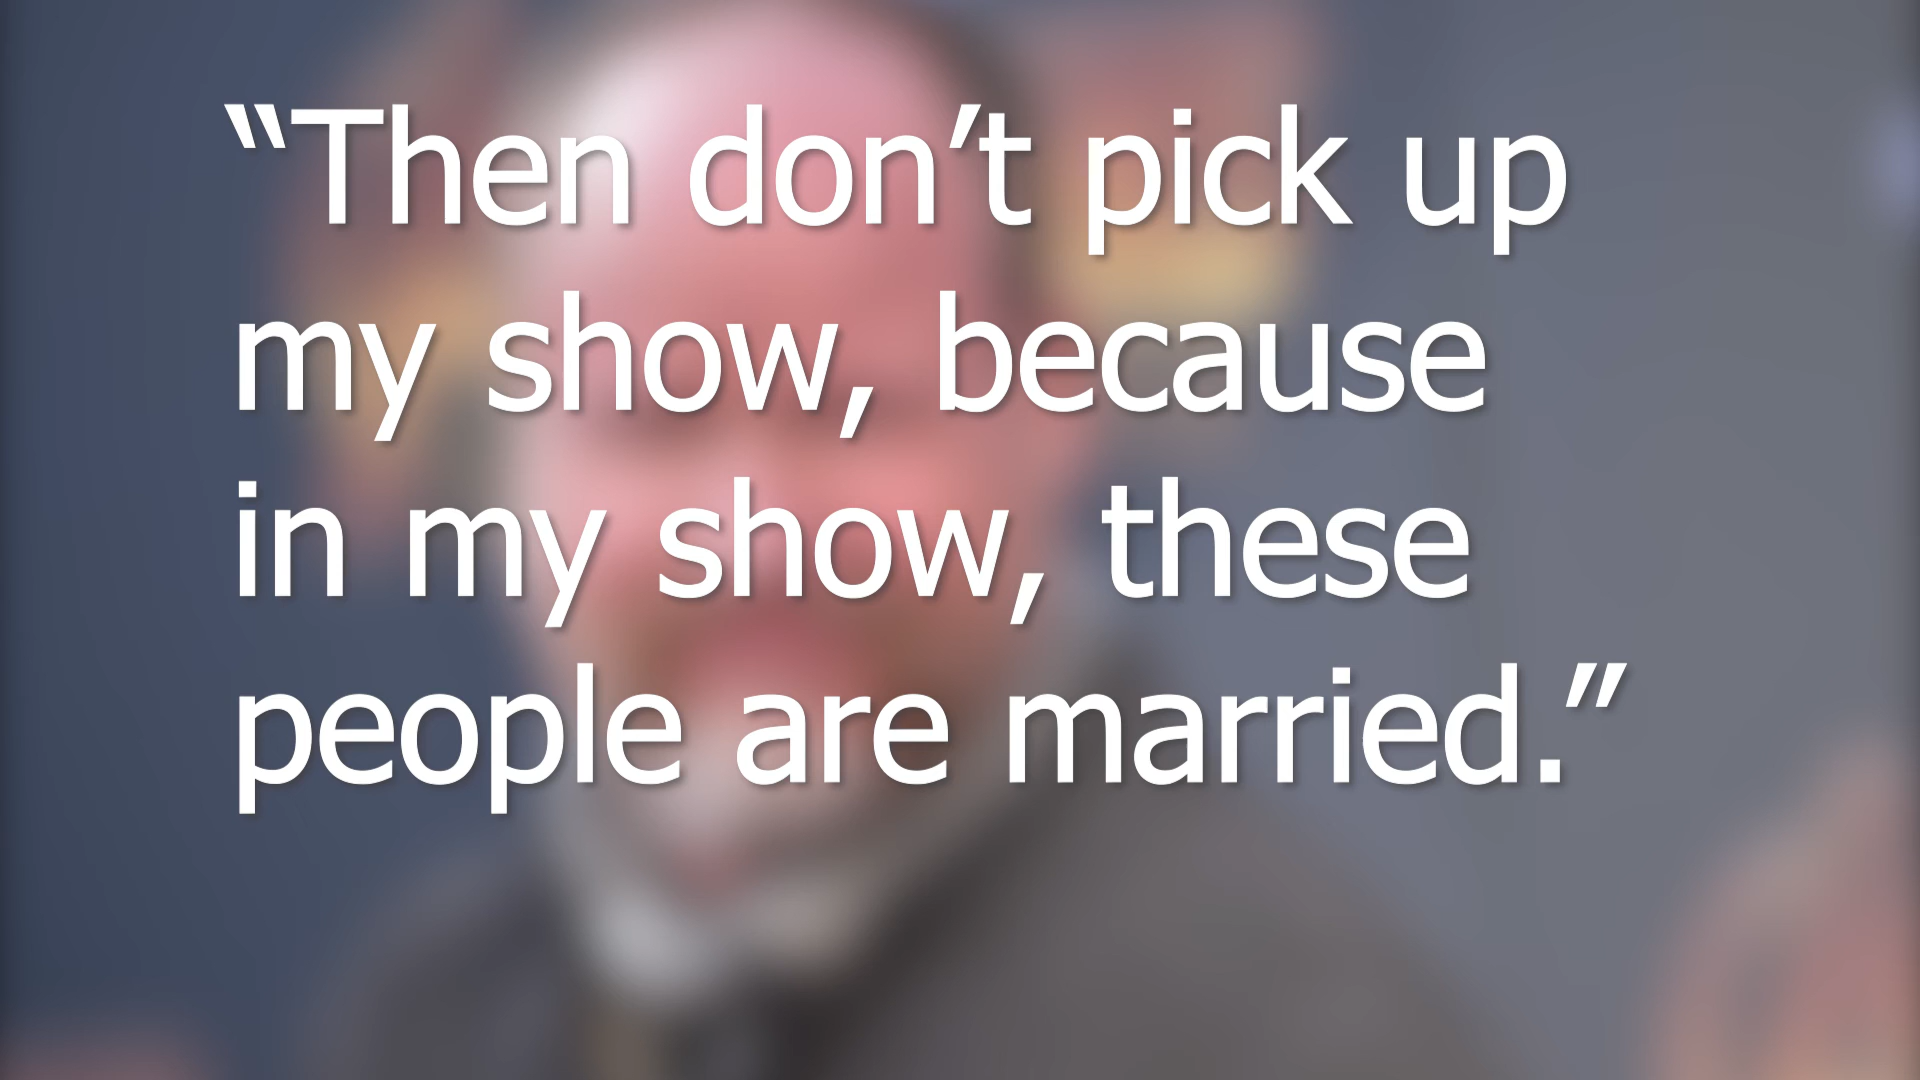 “Then don’t pick up
my show, because
in my show, these
people are married.”